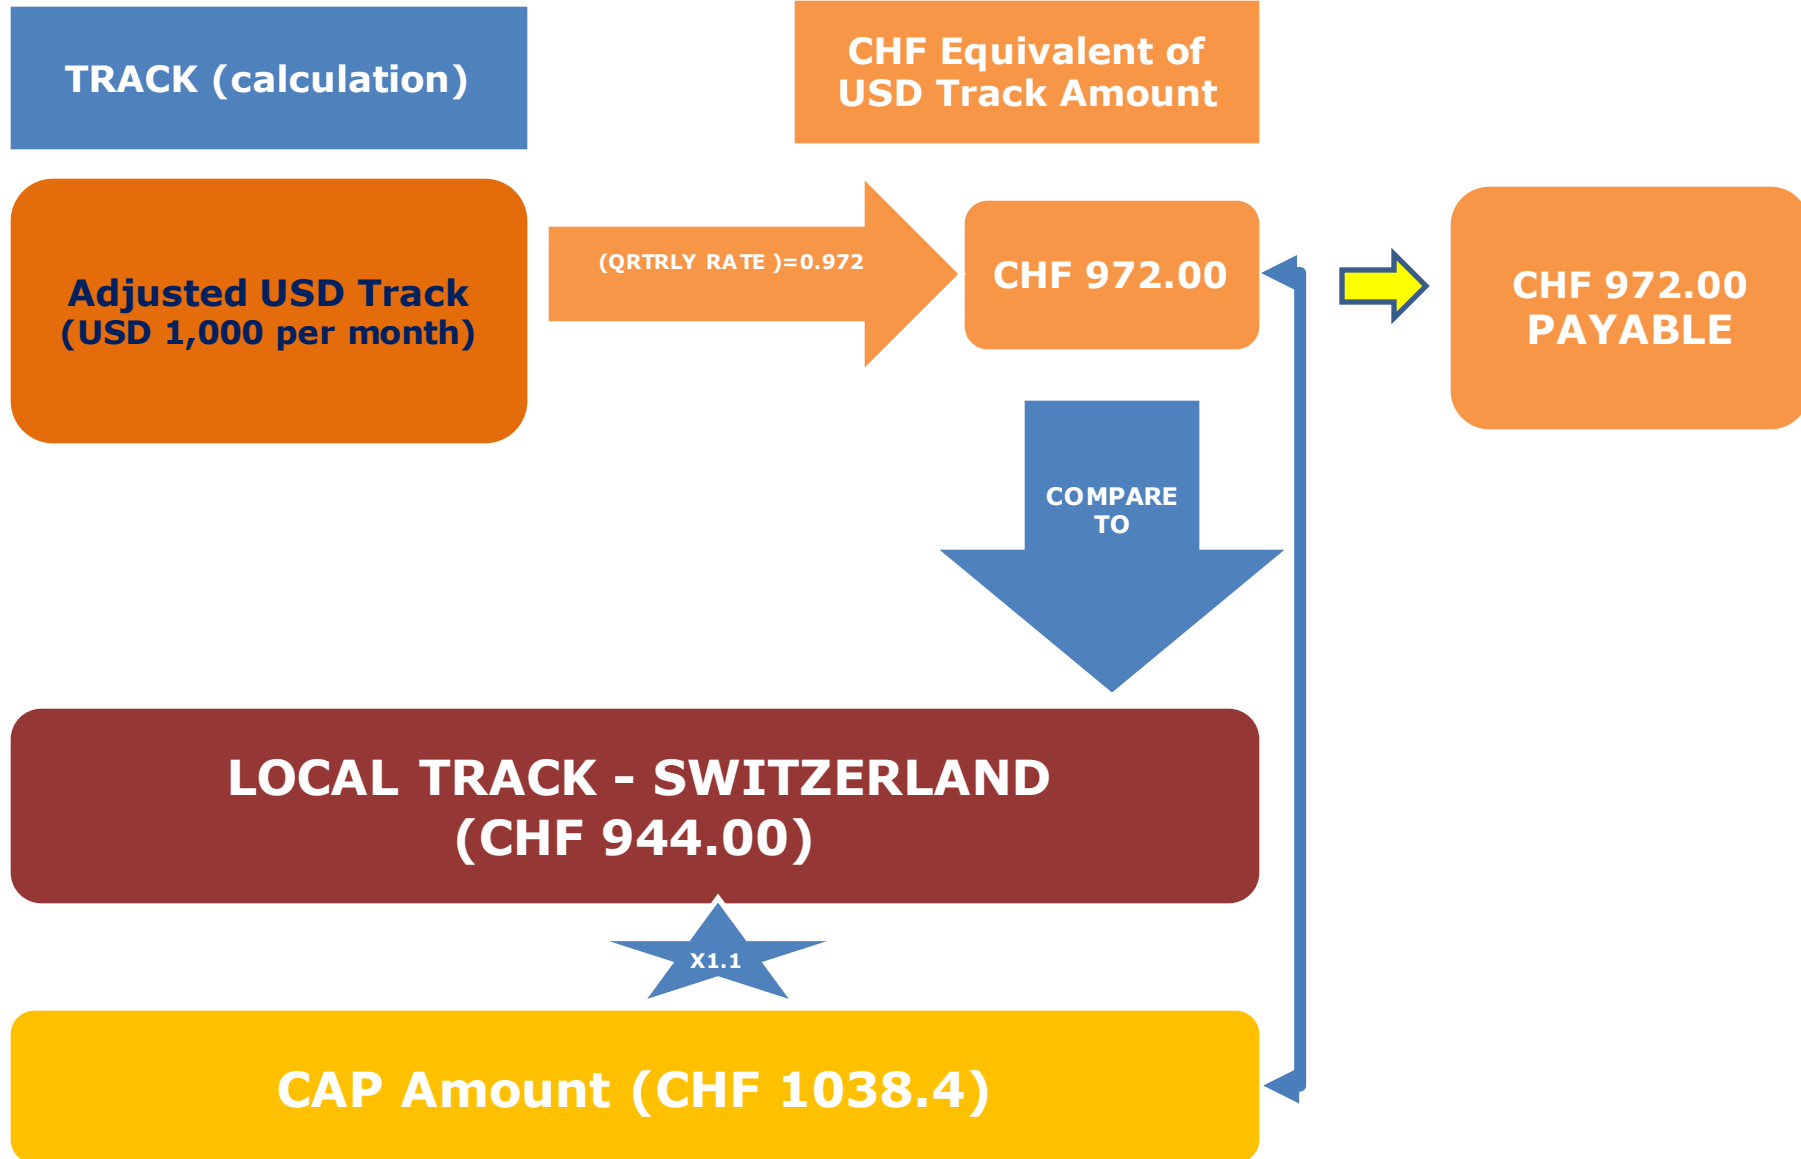 TRACK (calculation)
CHF Equivalent of
USD Track Amount
Adjusted USD Track
(USD 1,000 per month)
(QRTRLY RATE )=0.972
CHF 972.00
CHF 972.00
PAYABLE
COMPARE
TO
LOCAL TRACK - SWITZERLAND
(CHF 944.00)
X1.1
CAP Amount (CHF 1038.4)